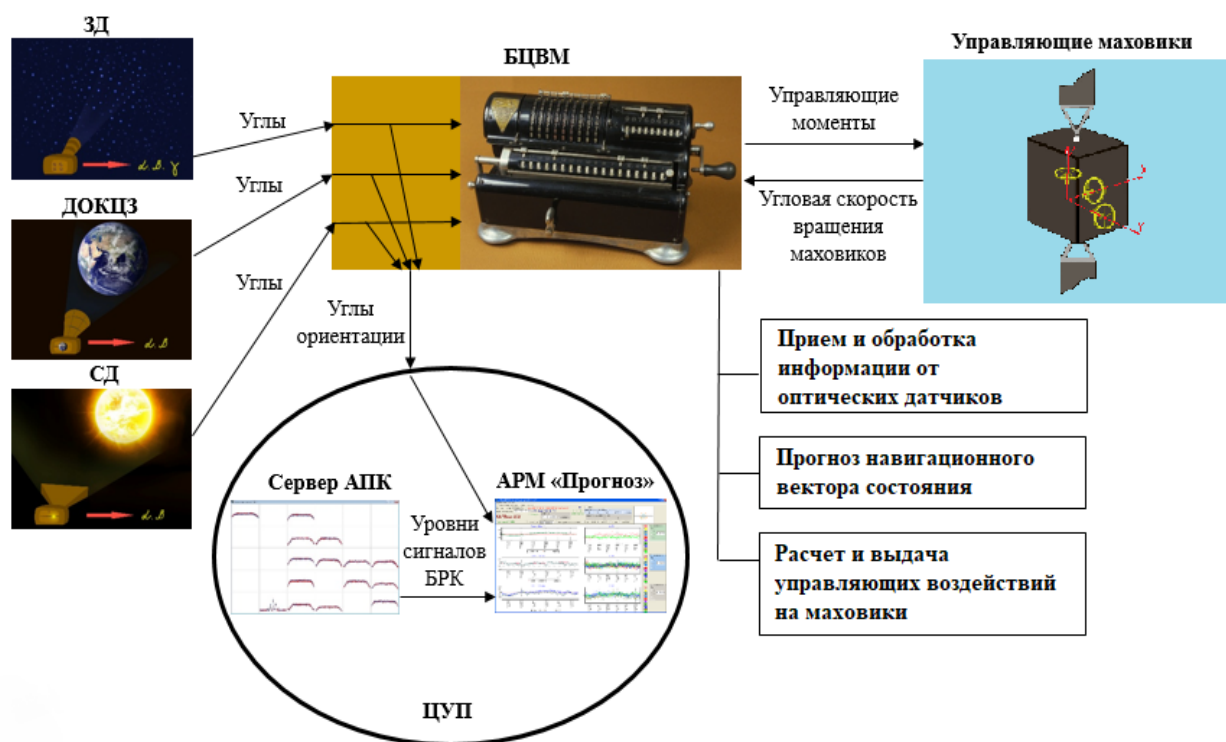 ЗД
БЦВМ
Управляющие маховики
Углы
Управляющие
моменты
α. β. γ
ДОКЦЗ
Углы
Угловая скорость
вращения
маховиков
α. β
Углы
Углы
ориентации
СД
α. β
Прием и обработка
информации от
оптических датчиков
Прогноз навигационного
вектора состояния
Расчет и выдача
управляющих воздействий
на маховики
Сервер АПК
АРМ «Прогноз»
Уровни
сигналов
БРК
ЦУП
X
Y